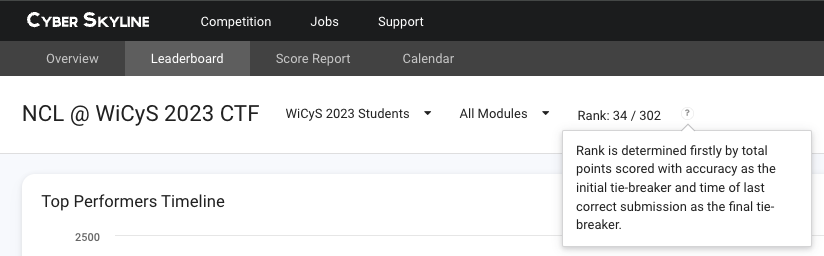 CYBER SKYLINE Competition Jobs Support
Overview Leaderboard Score Report Calendar
NCL @ WiCyS 2023 CTF WiCyS 2023 Students All Modules Rank: 34 / 302 ?
Rank is determined firstly by total
points scored with accuracy as the
initial tie-breaker and time of last
correct submission as the final tie-
breaker.
Top Performers Timeline
2500